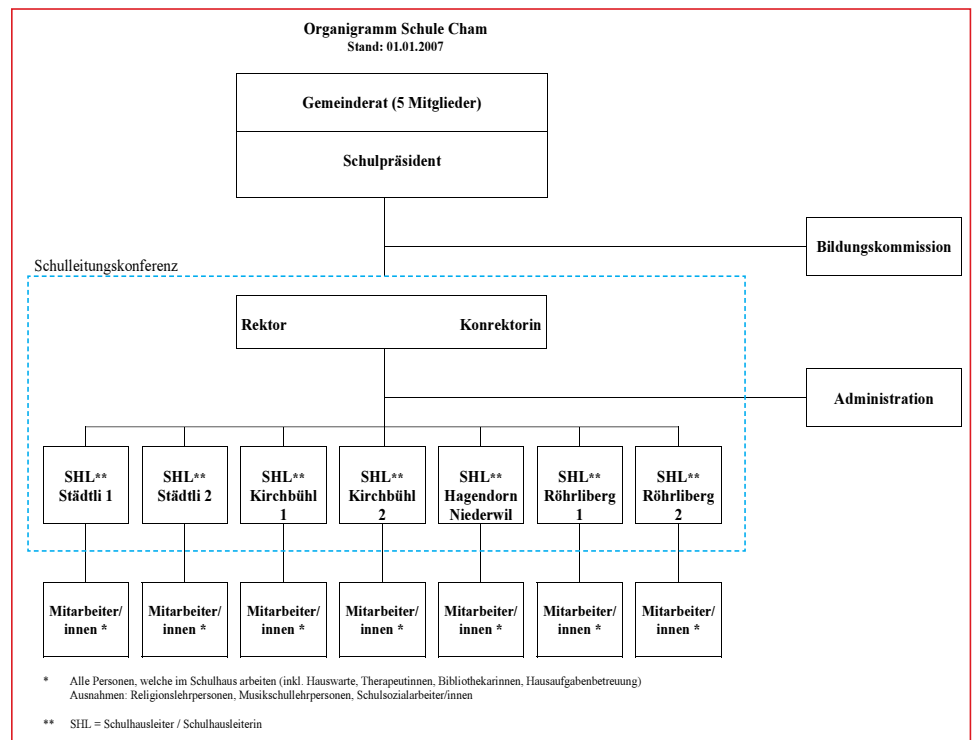 Organigramm Schule Cham
Stand: 01.01.2007
Gemeinderat (5 Mitglieder)
Schulpräsident
Bildungskommission
Schulleitungskonferenz
Rektor
Konrektorin
Administration
SHL**
Städtli 1
SHL**
Städtli 2
SHL**
Kirchbühl
1
SHL**
Kirchbühl
2
SHL**
Hagendorn
Niederwil
SHL**
Röhrliberg
1
SHL**
Röhrliberg
2
Mitarbeiter/
innen *
Mitarbeiter/
innen *
Mitarbeiter/
innen *
Mitarbeiter/
innen *
Mitarbeiter/
innen *
Mitarbeiter/
innen *
Mitarbeiter/
innen *
* Alle Personen, welche im Schulhaus arbeiten (inkl. Hauswarte, Therapeutinnen, Bibliothekarinnen, Hausaufgabenbetreuung)
Ausnahmen: Religionslehrpersonen, Musikschullehrpersonen, Schulsozialarbeiter/innen
** SHL = Schulhausleiter / Schulhausleiterin